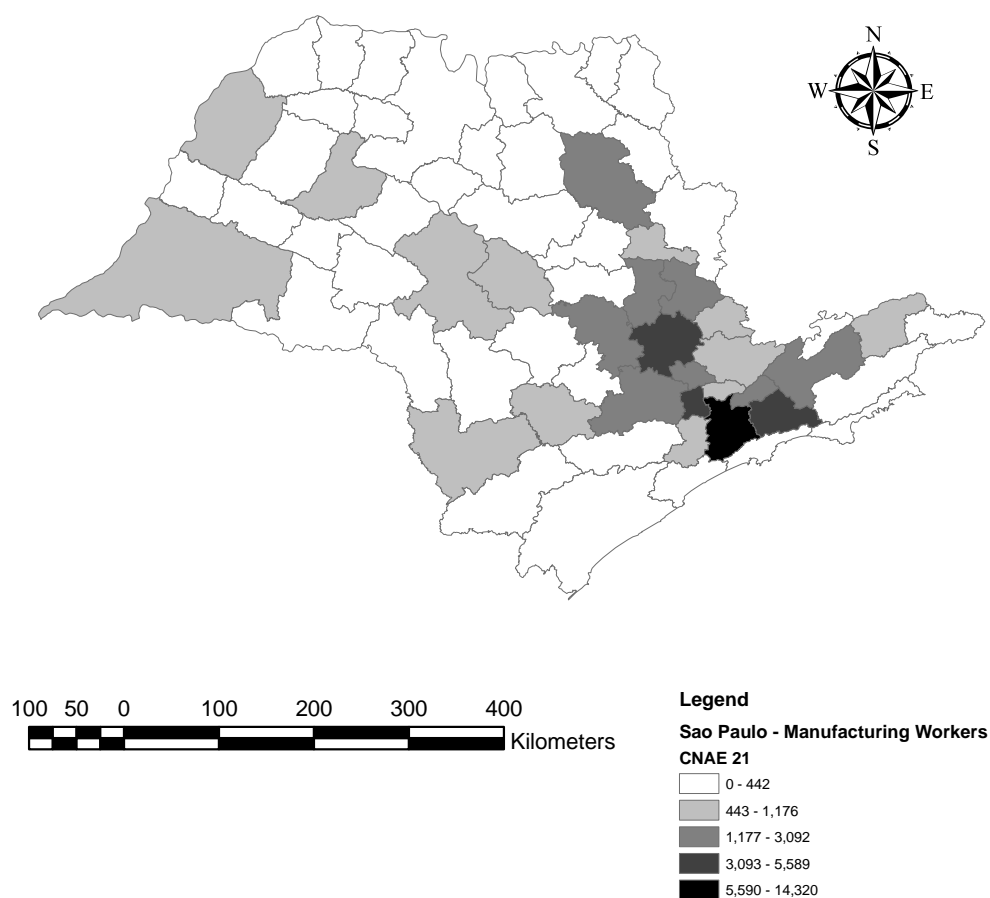 N
W E
S
100 50 0 100 200 300 400
Kilometers
Legend
Sao Paulo - Manufacturing Workers
CNAE 21
0 - 442
443 - 1,176
1,177 - 3,092
3,093 - 5,589
5,590 - 14,320